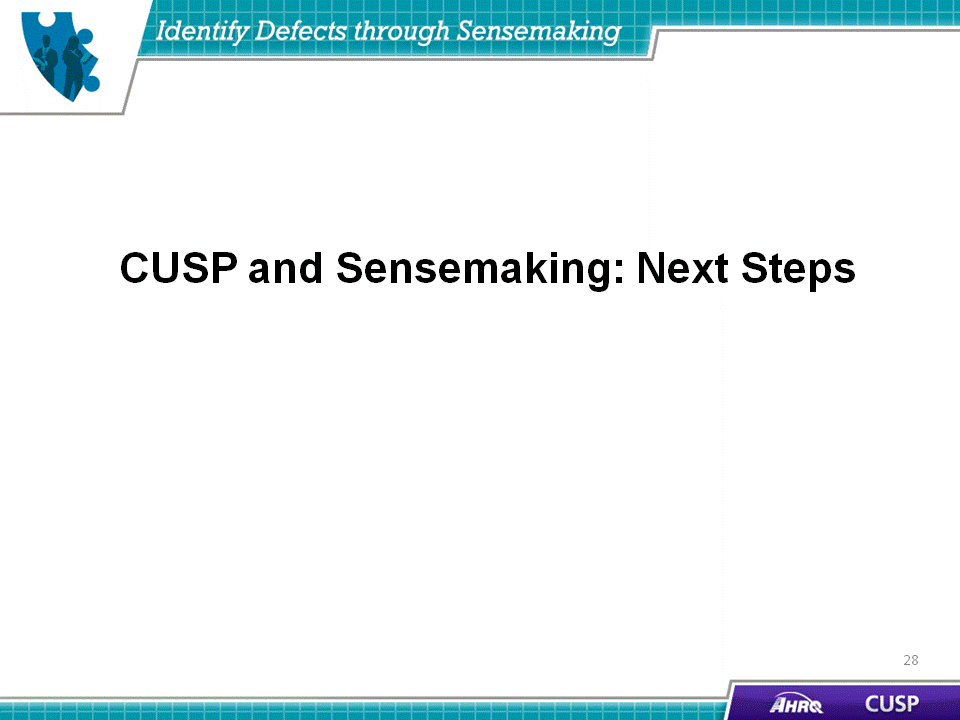 Identify Defects through Sensemaking
CUSP and Sensemaking: Next Steps
28
AHRQ
CUSP